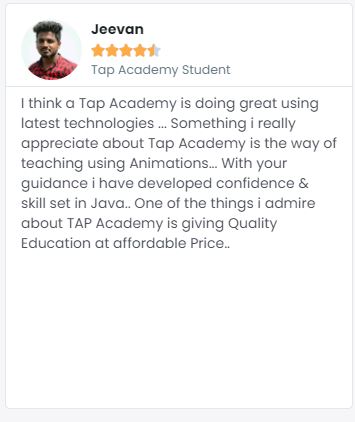 Jeevan
Tap Academy Student
I think a Tap Academy is doing great using
latest technologies ... Something i really
appreciate about Tap Academy is the way of
teaching using Animations... With your
guidance i have developed confidence &
skill set in Java.. One of the things i admire
about TAP Academy is giving Quality
Education at affordable Price..